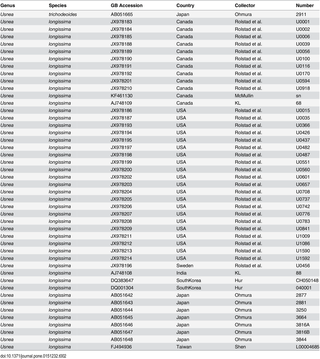 Genus Species GB Accession Country Collector Number
Usnea trichodeoides AB051665 Japan Ohmura 2911
Usnea longissima JX978183 Canada Rolstad et al. U0001
Usnea longissima JX978184 Canada Rolstad et al. U0002
Usnea longissima JX978185 Canada Rolstad et al. U0006
Usnea longissima JX978188 Canada Rolstad et al. U0039
Usnea longissima JX978189 Canada Rolstad et al. U0056
Usnea longissima JX978190 Canada Rolstad et al. U0100
Usnea longissima JX978191 Canada Rolstad et al. U0116
Usnea longissima JX978192 Canada Rolstad et al. U0170
Usnea longissima JX978201 Canada Rolstad et al. U0594
Usnea longissima JX978210 Canada Rolstad et al. U0918
Usnea longissima KF461130 Canada McMullin sn
Usnea longissima AJ748109 Canada KL 88
Usnea longissima JX978186 USA Rolstad et al. U0015
Usnea longissima JX978187 USA Rolstad et al. U0035
Usnea longissima JX978193 USA Rolstad et al. U0366
Usnea longissima JX978194 USA Rolstad et al. U0426
Usnea longissima JX978195 USA Rolstad et al. U0437
Usnea longissima JX978197 USA Rolstad et al. U0482
Usnea longissima JX978198 USA Rolstad et al. U0487
Usnea longissima JX978199 USA Rolstad et al. U0551
Usnea longissima JX978200 USA Rolstad et al. U0560
Usnea longissima JX978202 USA Rolstad et al. U0601
Usnea longissima JX978203 USA Rolstad et al. U0657
Usnea longissima JX978204 USA Rolstad et al. U0708
Usnea longissima JX978205 USA Rolstad et al. U0737
Usnea longissima JX978206 USA Rolstad et al. U0742
Usnea longissima JX978207 USA Rolstad et al. U0776
Usnea longissima JX978208 USA Rolstad et al. U0783
Usnea longissima JX978209 USA Rolstad et al. U0841
Usnea longissima JX978211 USA Rolstad et al. U1009
Usnea longissima JX978212 USA Rolstad et al. U1086
Usnea longissima JX978213 USA Rolstad et al. U1590
Usnea longissima JX978214 USA Rolstad et al. U1592
Usnea longissima JX978196 Sweden Rolstad et al. U0456
Usnea longissima AJ748108 India KL 88
Usnea longissima DQ383647 SouthKorea Hur CH050148
Usnea longissima DQ001304 SouthKorea Hur 040001
Usnea longissima AB051642 Japan Ohmura 2877
Usnea longissima AB051643 Japan Ohmura 2881
Usnea longissima AB051644 Japan Ohmura 3250
Usnea longissima AB051645 Japan Ohmura 3664
Usnea longissima AB051646 Japan Ohmura 3816A
Usnea longissima AB051647 Japan Ohmura 3816B
Usnea longissima AB051648 Japan Ohmura 3844
Usnea longissima FJ494936 Taiwan Shen L00004685
doi:10.1371/journal.pone.0151232.t002